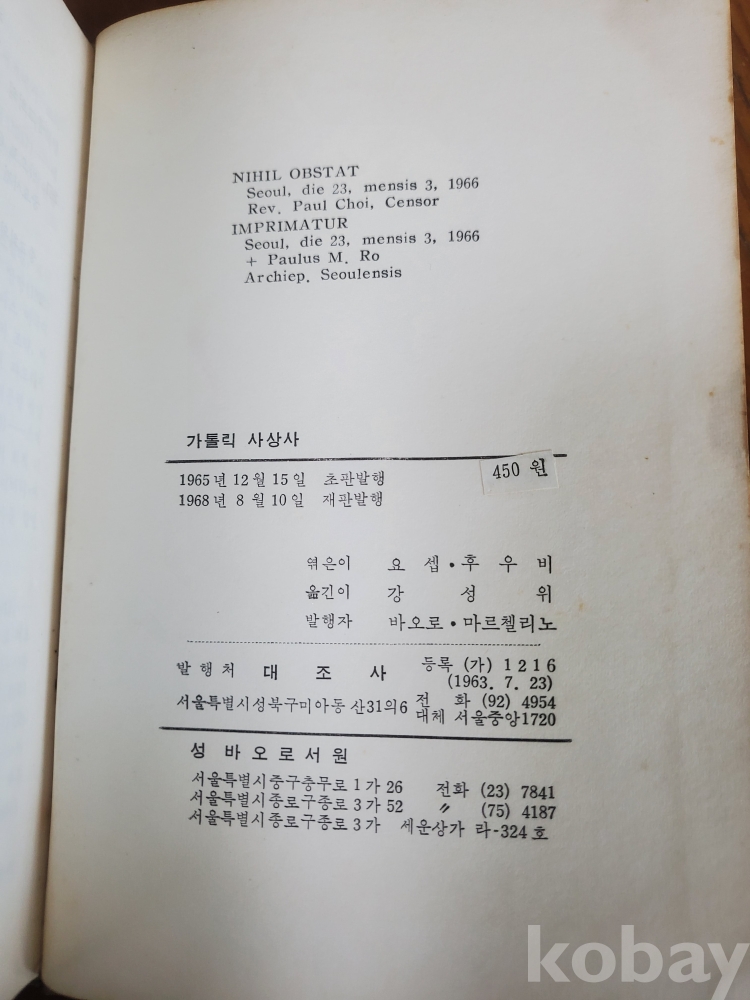 NIHIL OBSTAT
Seoul, die 23, mensis 3, 1966
Rev. Paul Choi, Censor
IMPRIMATUR
Seoul, die 23, mensis 3, 1966
+ Paulus M. Ro
Archiep. Seoulensis
가톨릭 사상사
1965년 12월 15일 초판발행
450 원
1968년 8월 10일 재판발행
엮은이 요 셉・후 우 비
옮긴이 강 성 위
발행자 바오로・마르첼리노
발행처 대 조 사 등록 (가) 1216
(1963. 7. 23)
서울특별시성북구미아동 산31의6 전 화 (92) 4954
대체 서울중앙1720
성 바오로서원
서울특별시중구충무로 1가 26 전화 (23) 7841
서울특별시종로구종로 3가 52 〃 (75) 4187
서울특별시종로구종로 3가 세운상가 라-324호
kobay